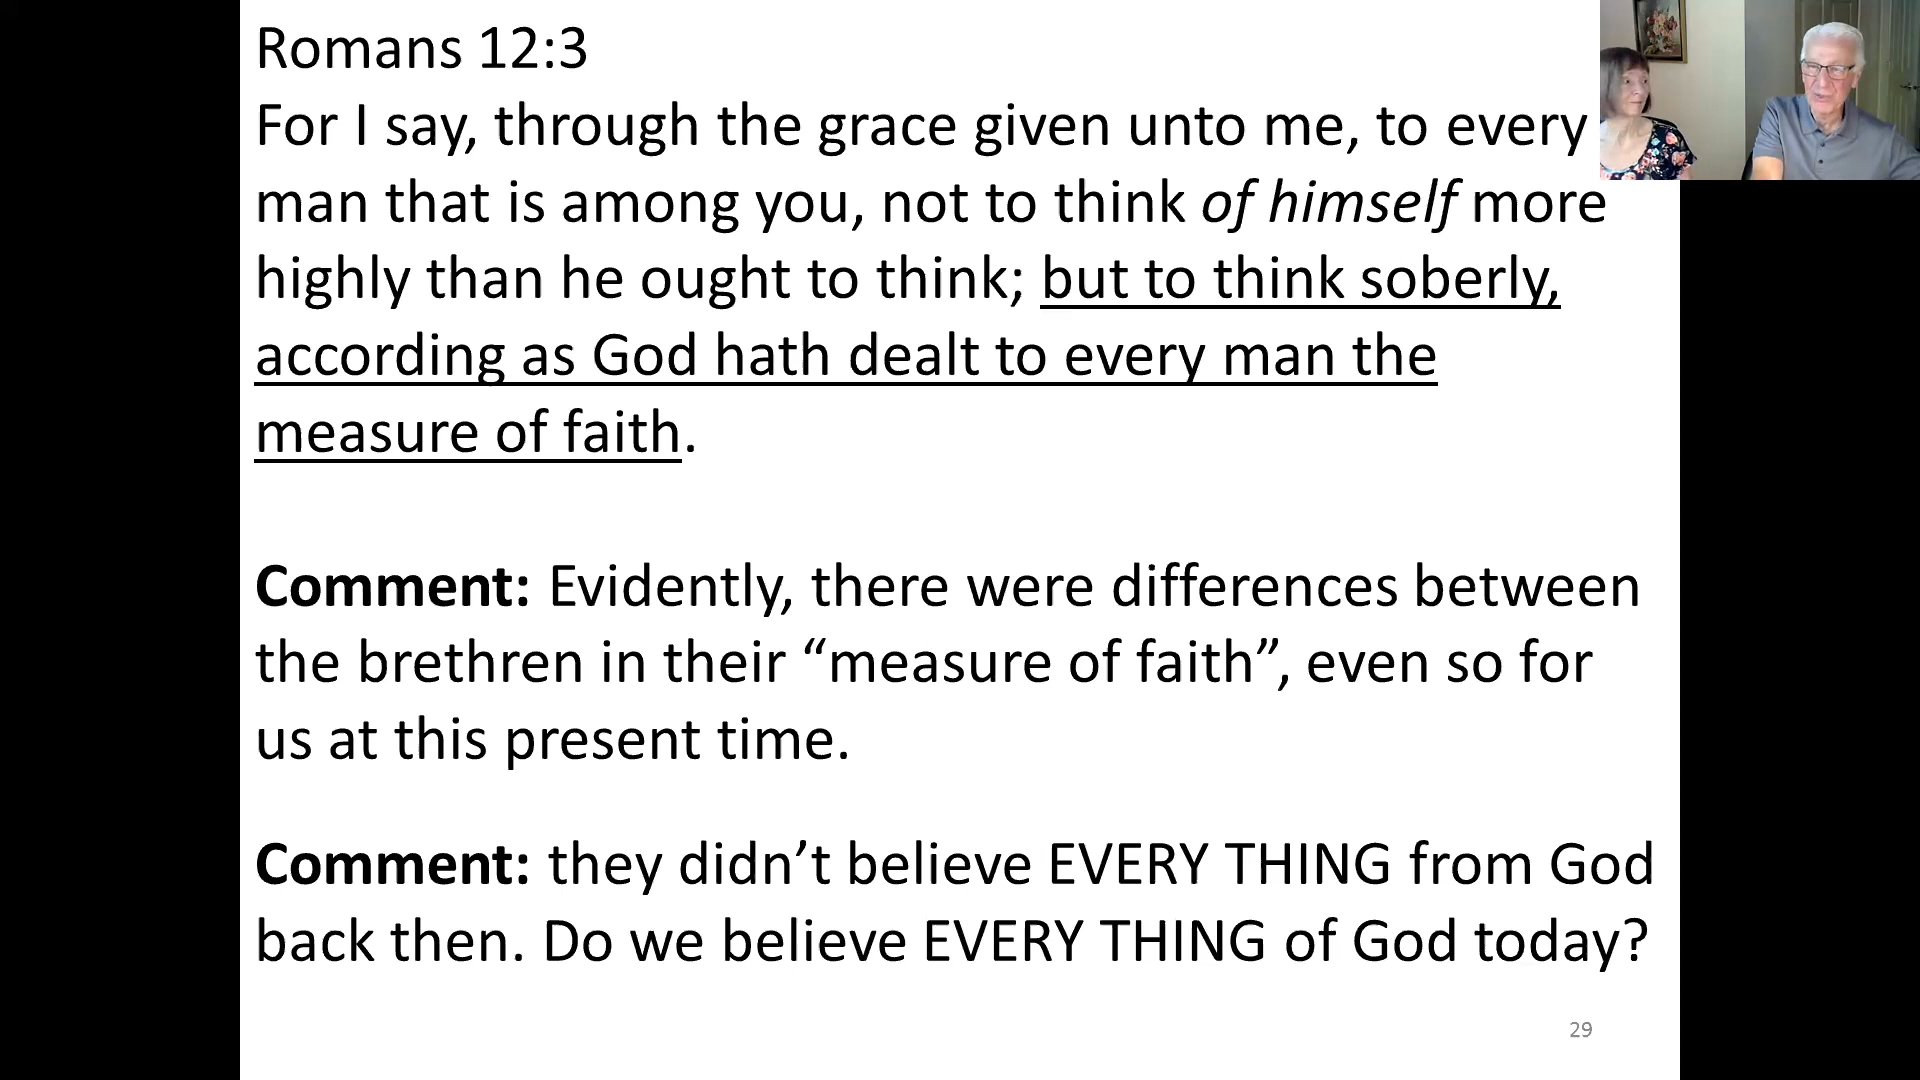 Romans 12:3
For I say, through the grace given unto me, to every
man that is among you, not to think of himself more
highly than he ought to think; but to think soberly,
according as God hath dealt to every man the
measure of faith.
Comment: Evidently, there were differences between
the brethren in their “measure of faith”, even so for
us at this present time.
Comment: they didn’t believe EVERY THING from God
back then. Do we believe EVERY THING of God today?
29